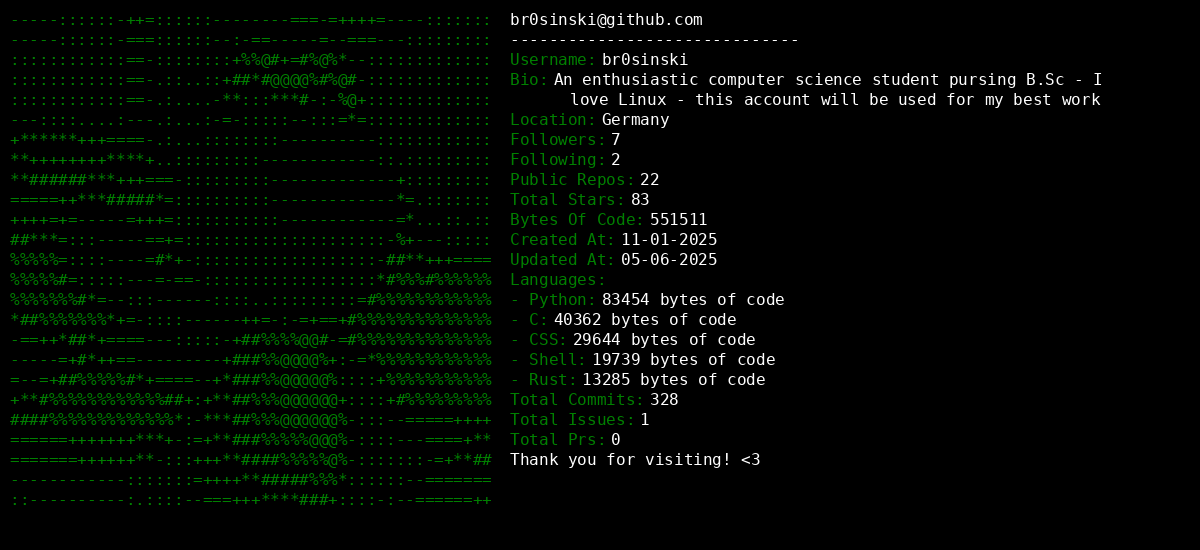 br0sinski@github.com
------------------------------
Username: br0sinski
Bio: An enthusiastic computer science student pursing B.Sc - I
love Linux - this account will be used for my best work
Location: Germany
Followers: 7
Following: 2
Public Repos: 22
Total Stars: 83
Bytes Of Code: 551511
Created At: 11-01-2025
Updated At: 05-06-2025
Languages:
- Python: 83454 bytes of code
- C: 40362 bytes of code
- CSS: 29644 bytes of code
- Shell: 19739 bytes of code
- Rust: 13285 bytes of code
Total Commits: 328
Total Issues: 1
Total Prs: 0
Thank you for visiting! <3